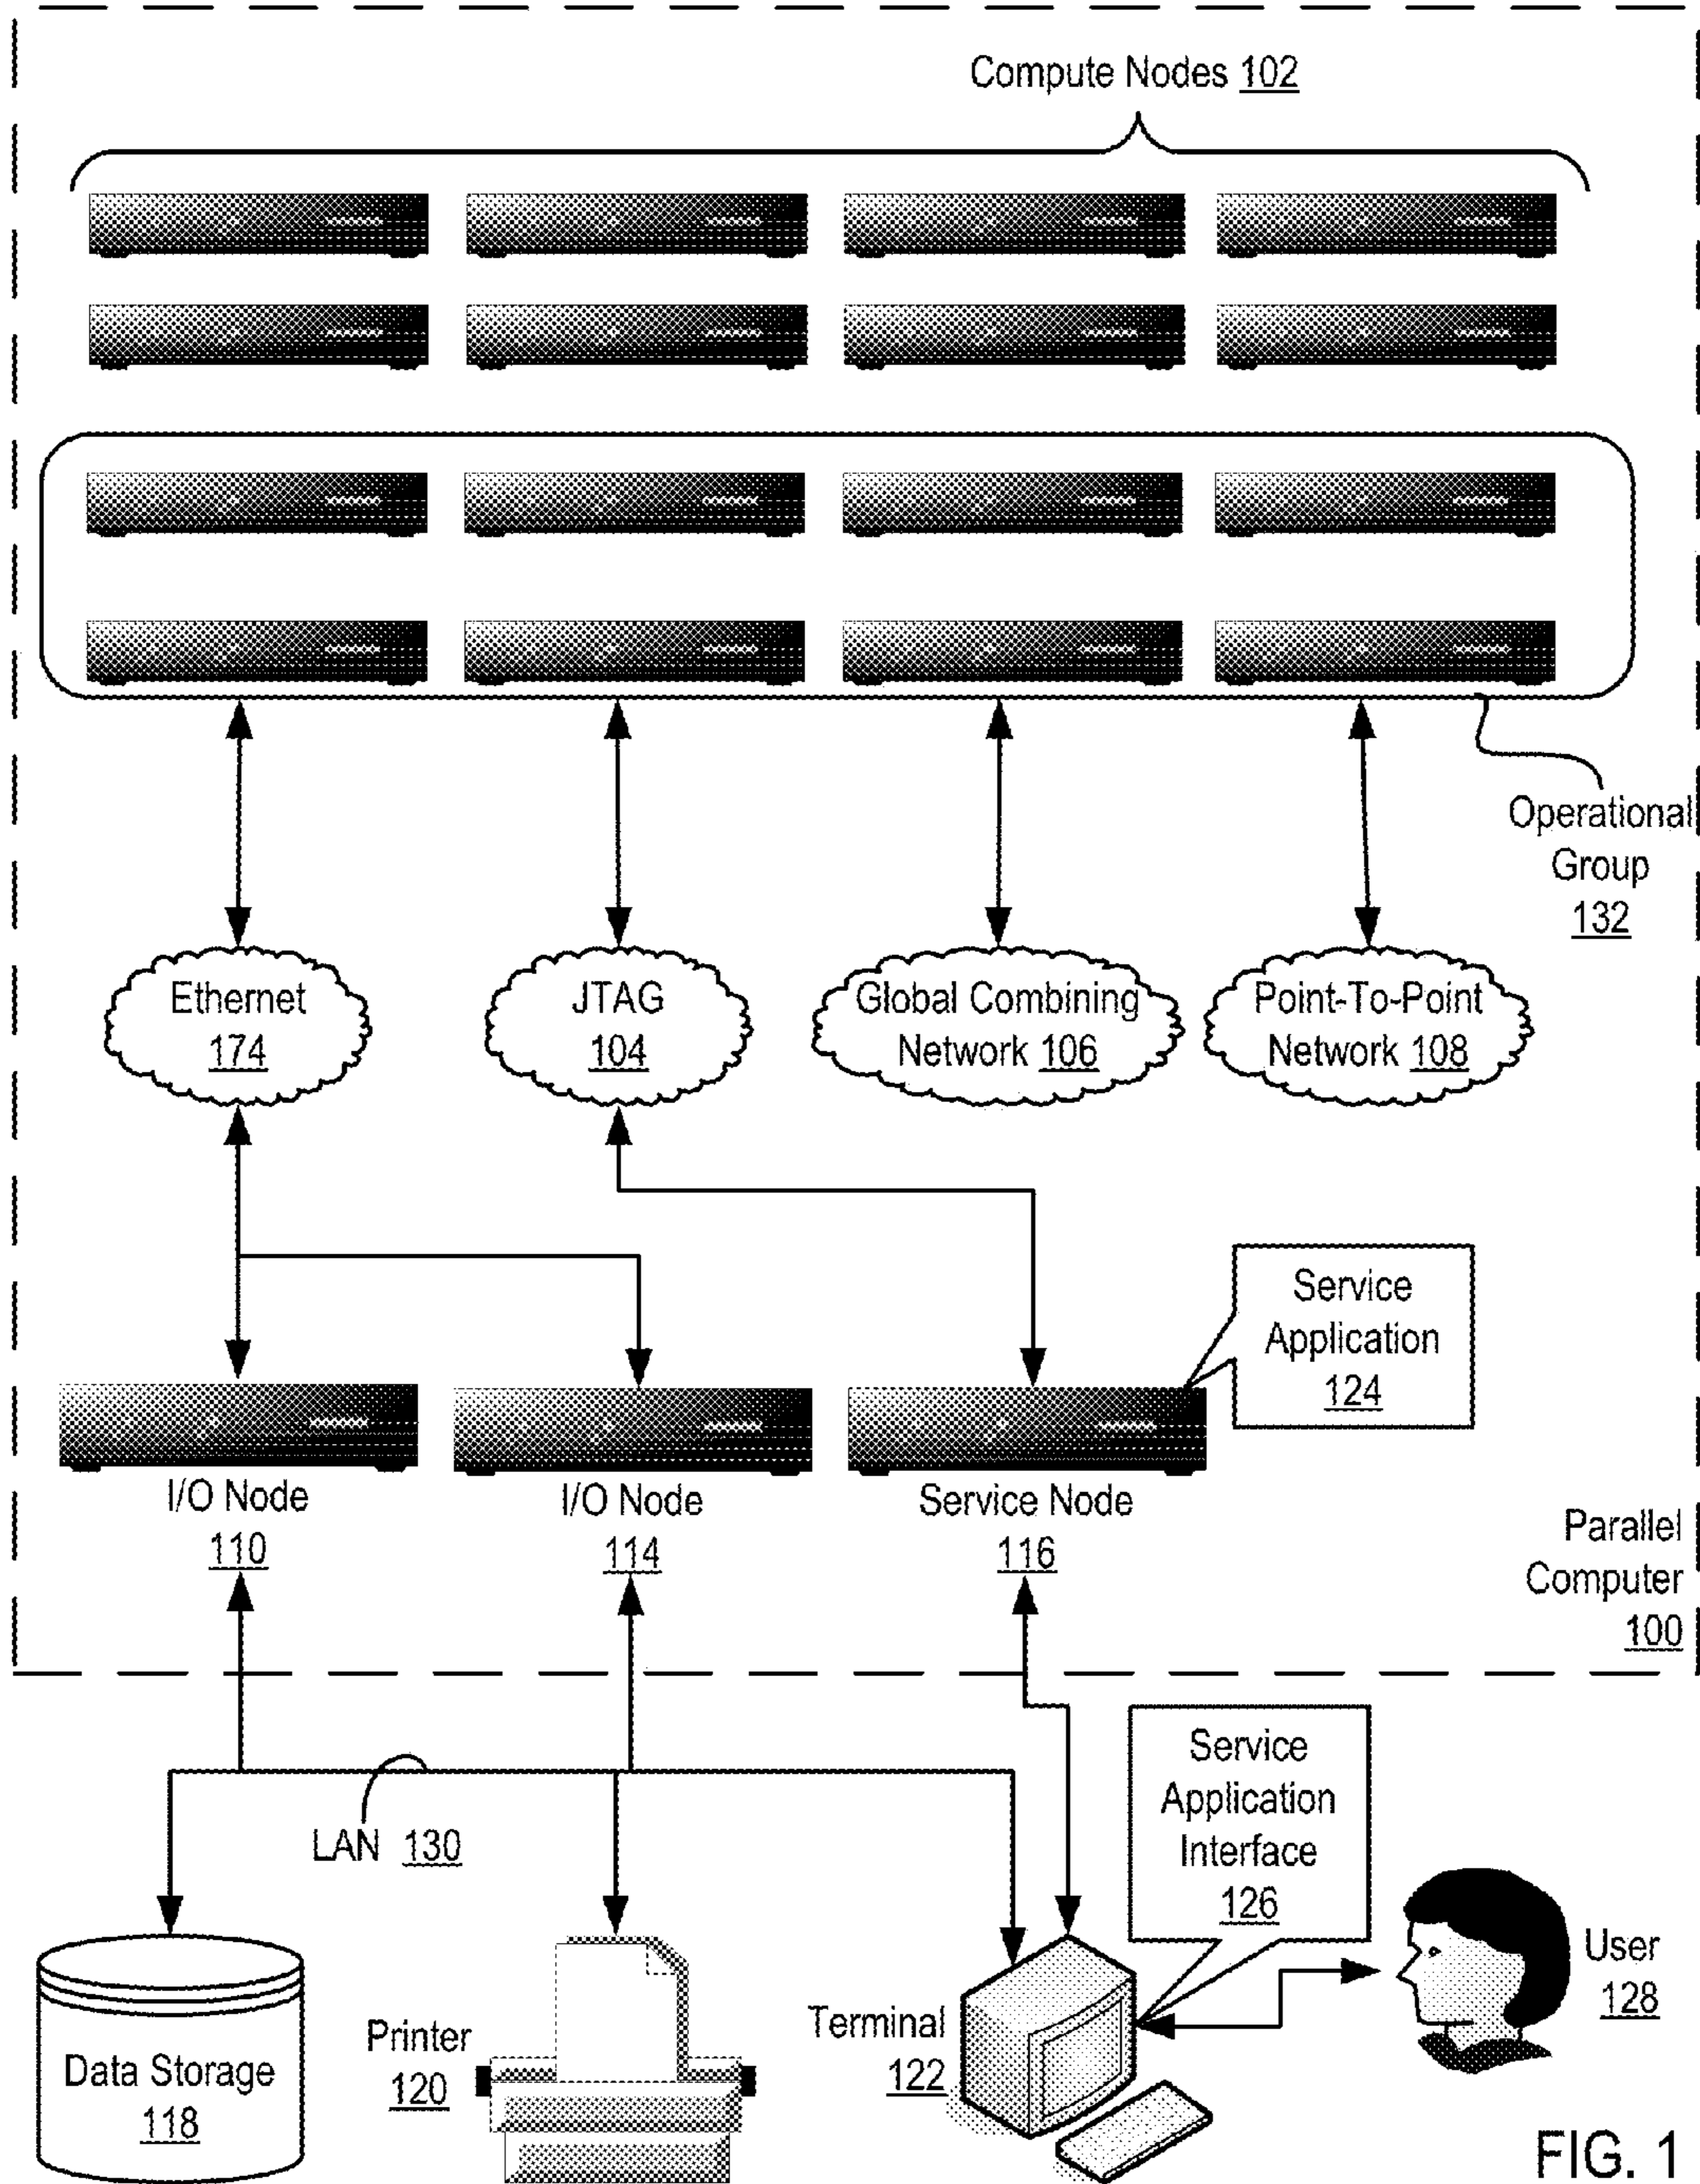 Compute Nodes 102
Operational
Group
132
Ethernet
174
JTAG
104
Global Combining
Network 106
Point-To-Point
Network 108
Service
Application
124
I/O Node
110
I/O Node
114
Service Node
116
Parallel
Computer
100
LAN 130
Service
Application
Interface
126
Data Storage
118
Printer
120
Terminal
122
User
128
FIG. 1